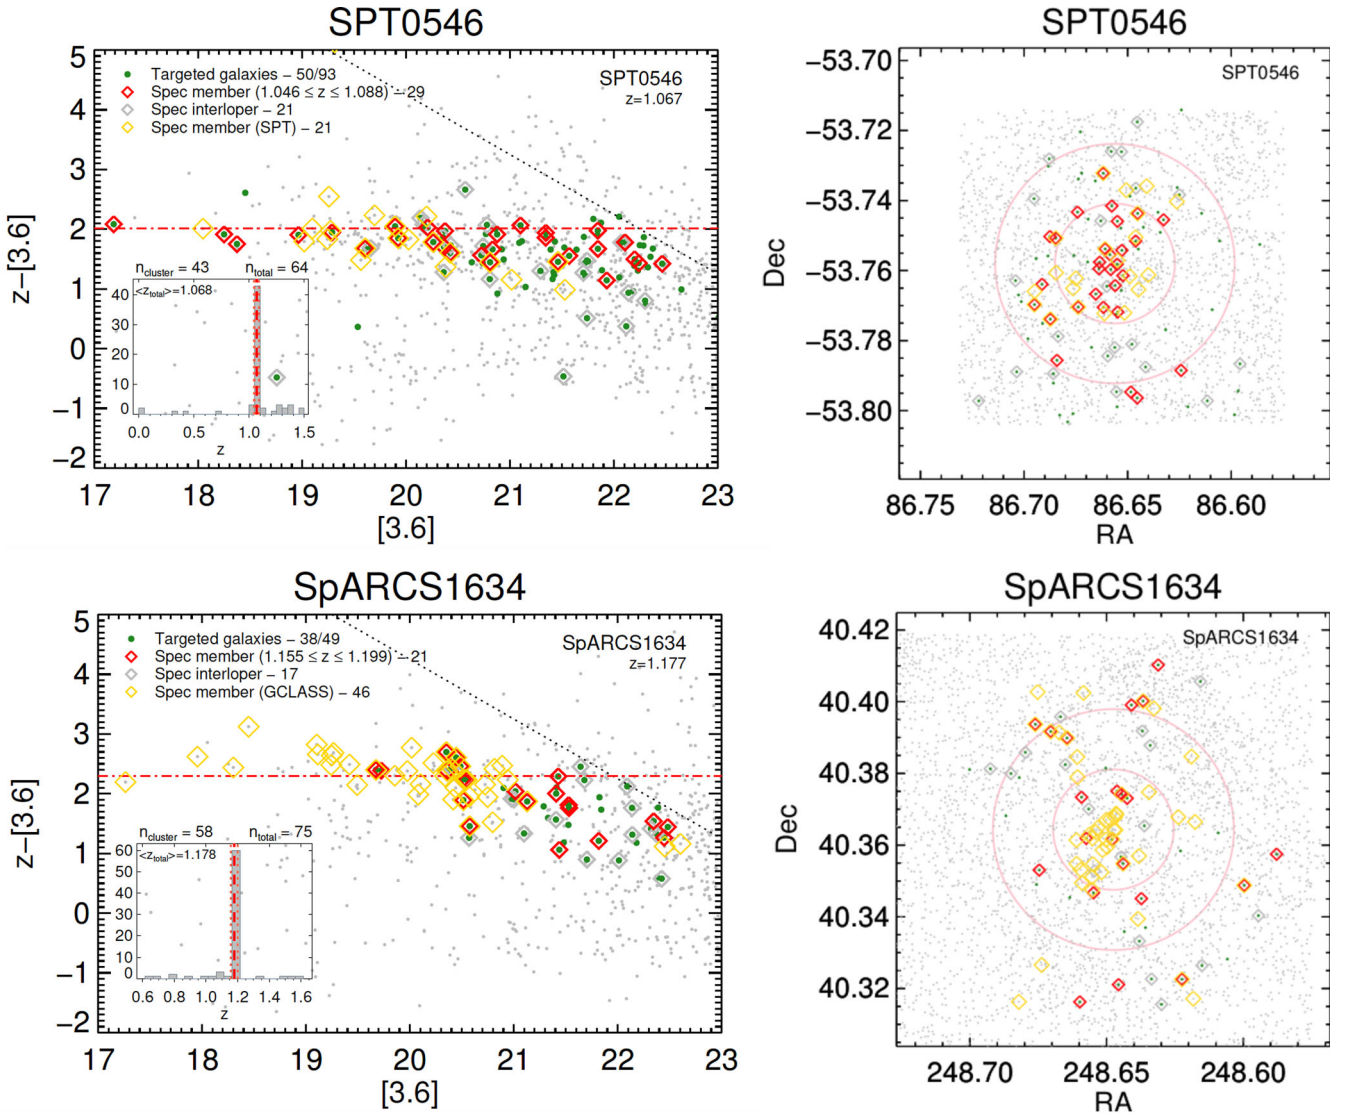 SPT0546
SPT0546
5
4
3
2
1
0
−1
−2
z−[3.6]
Targeted galaxies − 50/93
Spec member (1.046 ≤ z ≤ 1.088) − 29
Spec interloper − 21
Spec member (SPT) − 21
SPT0546
z=1.067
ncluster = 43
ntotal = 64
<ztotal>=1.068
40
30
20
10
0
0.0 0.5 1.0 1.5
z
17 18 19 20 21 22 23
[3.6]
SPT0546
−53.70
−53.72
−53.74
−53.76
−53.78
−53.80
Dec
86.75 86.70 86.65 86.60
RA
SpARCS1634
SpARCS1634
5
4
3
2
1
0
−1
−2
z−[3.6]
Targeted galaxies − 38/49
Spec member (1.155 ≤ z ≤ 1.199) − 21
Spec interloper − 17
Spec member (GCLASS) − 46
SpARCS1634
z=1.177
ncluster = 58
ntotal = 75
<ztotal>=1.178
60
50
40
30
20
10
0
0.6 0.8 1.0 1.2 1.4 1.6
z
17 18 19 20 21 22 23
[3.6]
SpARCS1634
40.42
40.40
40.38
40.36
40.34
40.32
Dec
248.70 248.65 248.60
RA